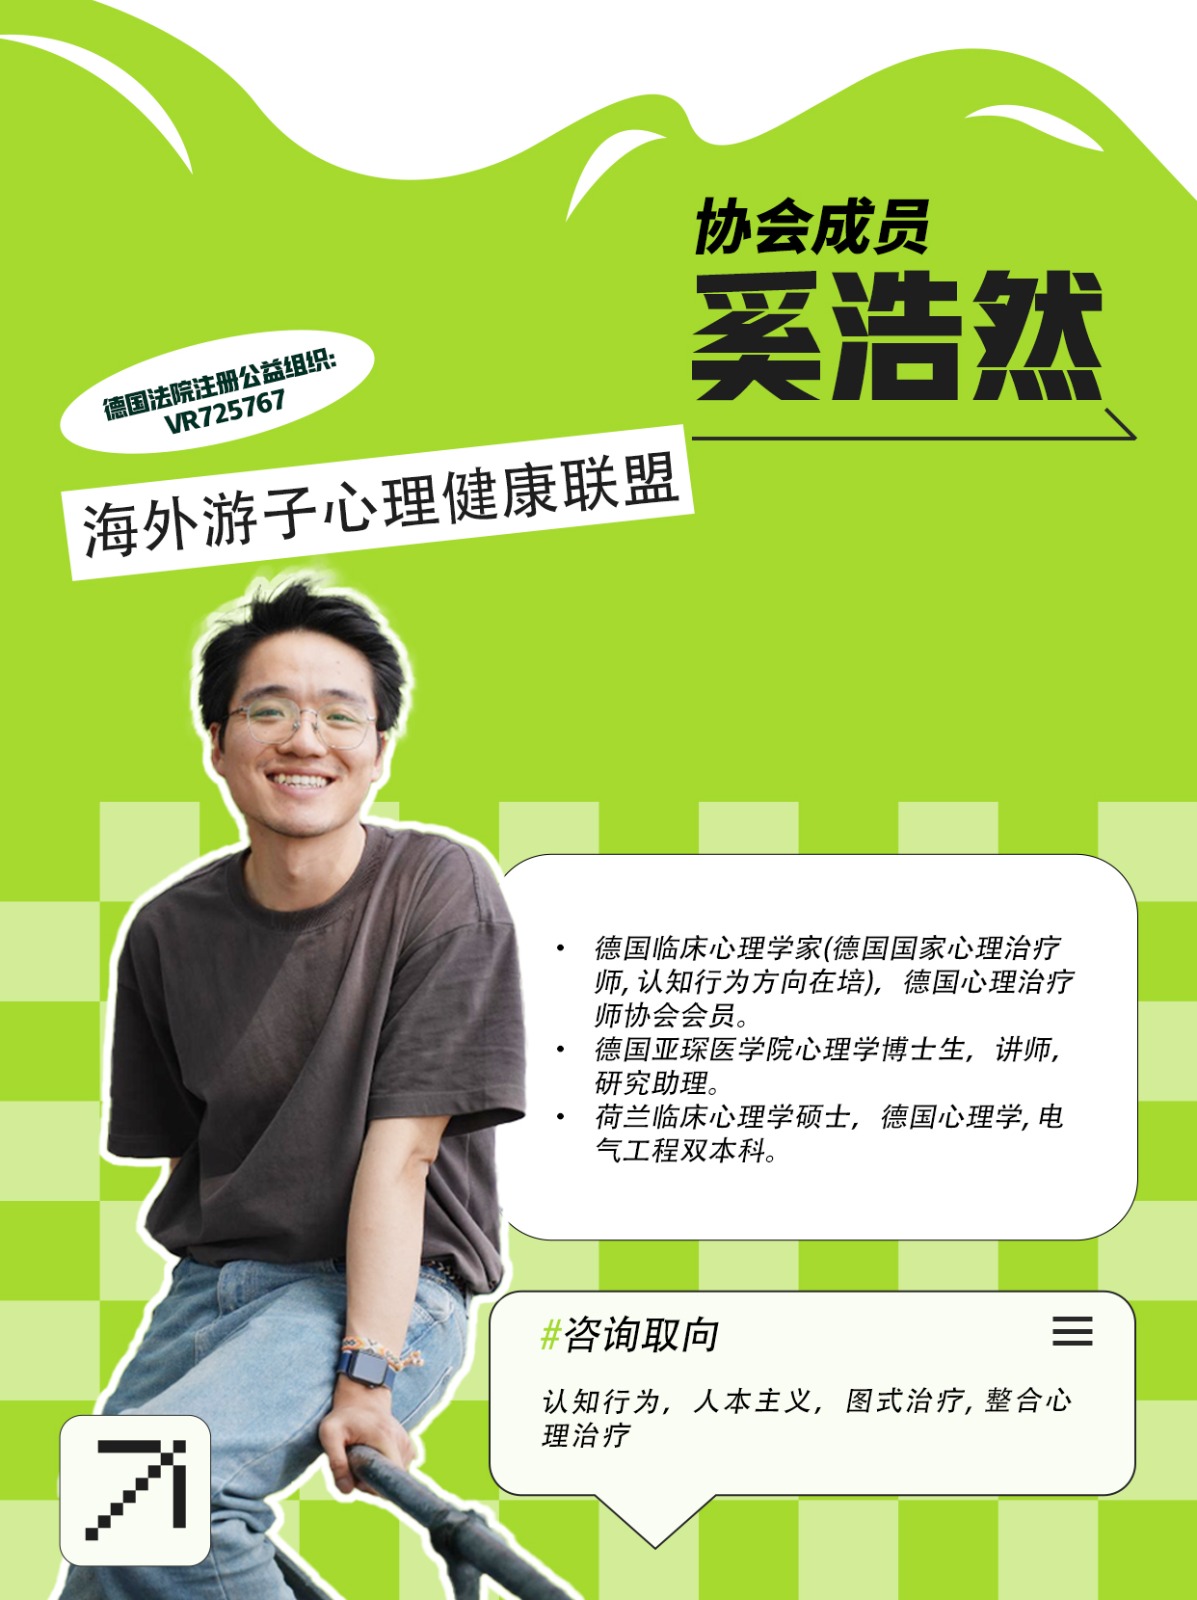 协会成员
奚浩然
德国法院注册公益组织:
VR725767
海外游子心理健康联盟
• 德国临床心理学家(德国国家心理治疗
师, 认知行为方向在培), 德国心理治疗
师协会会员。
• 德国亚琛医学院心理学博士生, 讲师,
研究助理。
• 荷兰临床心理学硕士, 德国心理学, 电
气工程双本科。
#咨询取向
认知行为, 人本主义, 图式治疗, 整合心
理治疗